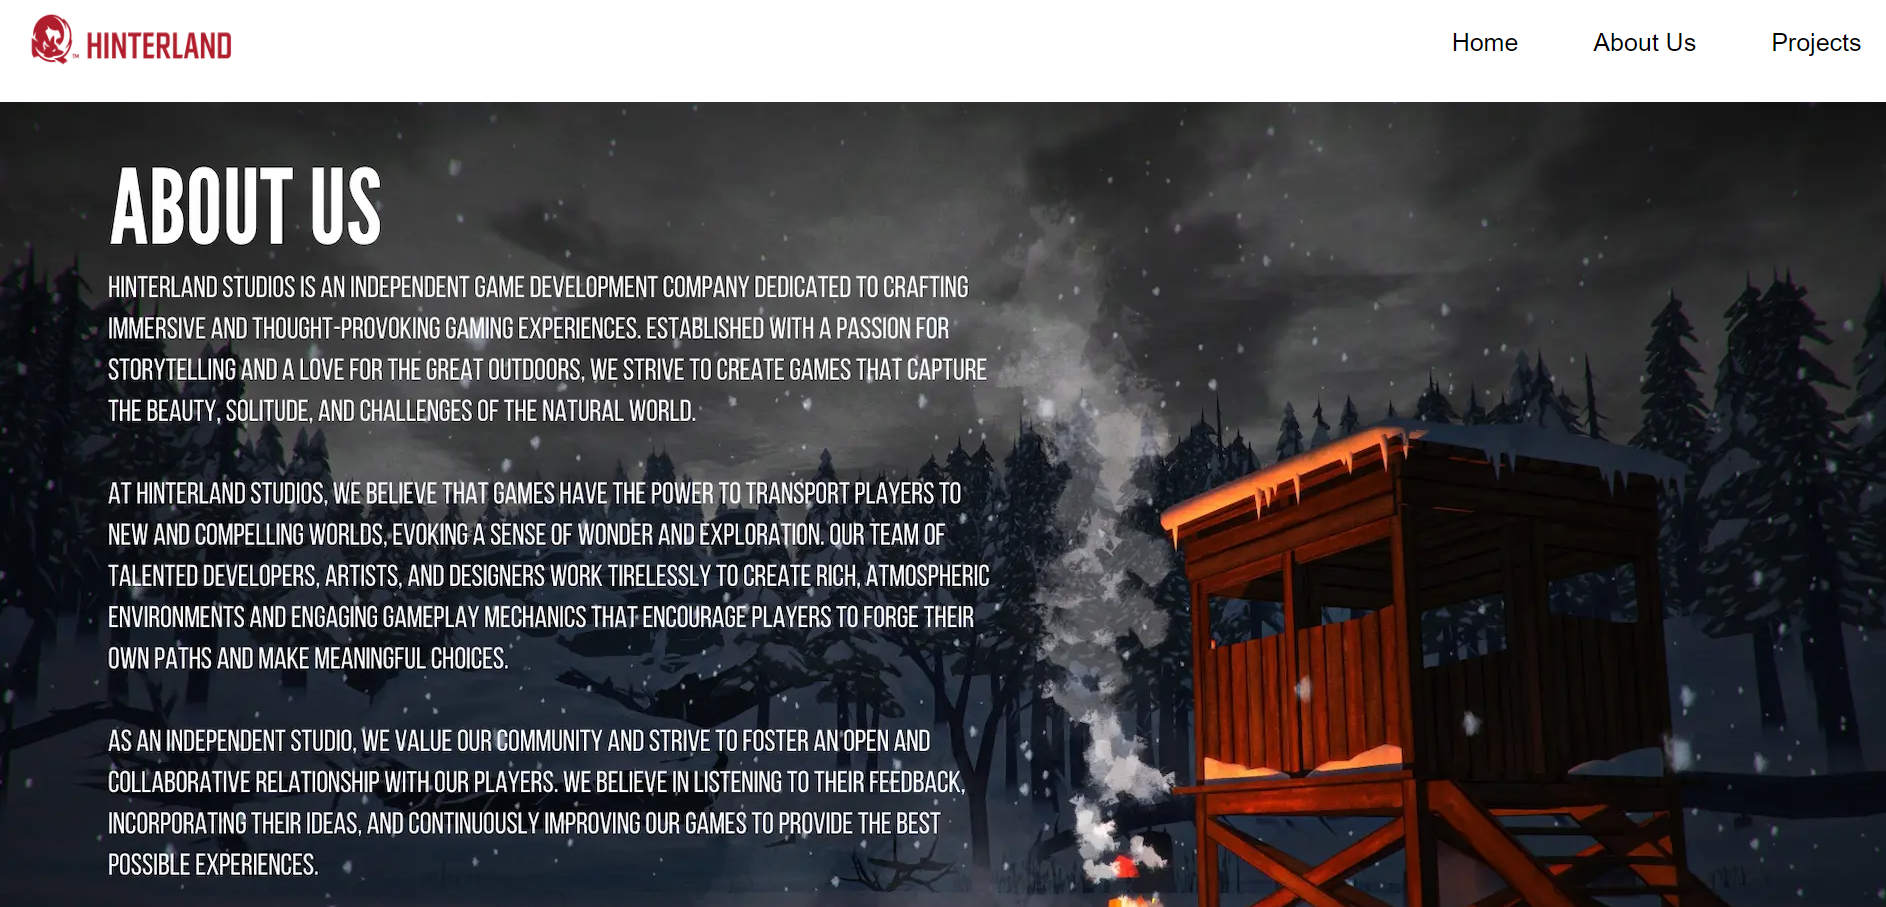 HINTERLAND
Home
About Us
Projects
ABOUT US
HINTERLAND STUDIOS IS AN INDEPENDENT GAME DEVELOPMENT COMPANY DEDICATED TO CRAFTING
IMMERSIVE AND THOUGHT-PROVOKING GAMING EXPERIENCES. ESTABLISHED WITH A PASSION FOR
STORYTELLING AND A LOVE FOR THE GREAT OUTDOORS, WE STRIVE TO CREATE GAMES THAT CAPTURE
THE BEAUTY, SOLITUDE, AND CHALLENGES OF THE NATURAL WORLD.
AT HINTERLAND STUDIOS, WE BELIEVE THAT GAMES HAVE THE POWER TO TRANSPORT PLAYERS TO
NEW AND COMPELLING WORLDS, EVOKING A SENSE OF WONDER AND EXPLORATION. OUR TEAM OF
TALENTED DEVELOPERS, ARTISTS, AND DESIGNERS WORK TIRELESSLY TO CREATE RICH, ATMOSPHERIC
ENVIRONMENTS AND ENGAGING GAMEPLAY MECHANICS THAT ENCOURAGE PLAYERS TO FORGE THEIR
OWN PATHS AND MAKE MEANINGFUL CHOICES.
AS AN INDEPENDENT STUDIO, WE VALUE OUR COMMUNITY AND STRIVE TO FOSTER AN OPEN AND
COLLABORATIVE RELATIONSHIP WITH OUR PLAYERS. WE BELIEVE IN LISTENING TO THEIR FEEDBACK,
INCORPORATING THEIR IDEAS, AND CONTINUOUSLY IMPROVING OUR GAMES TO PROVIDE THE BEST
POSSIBLE EXPERIENCES.